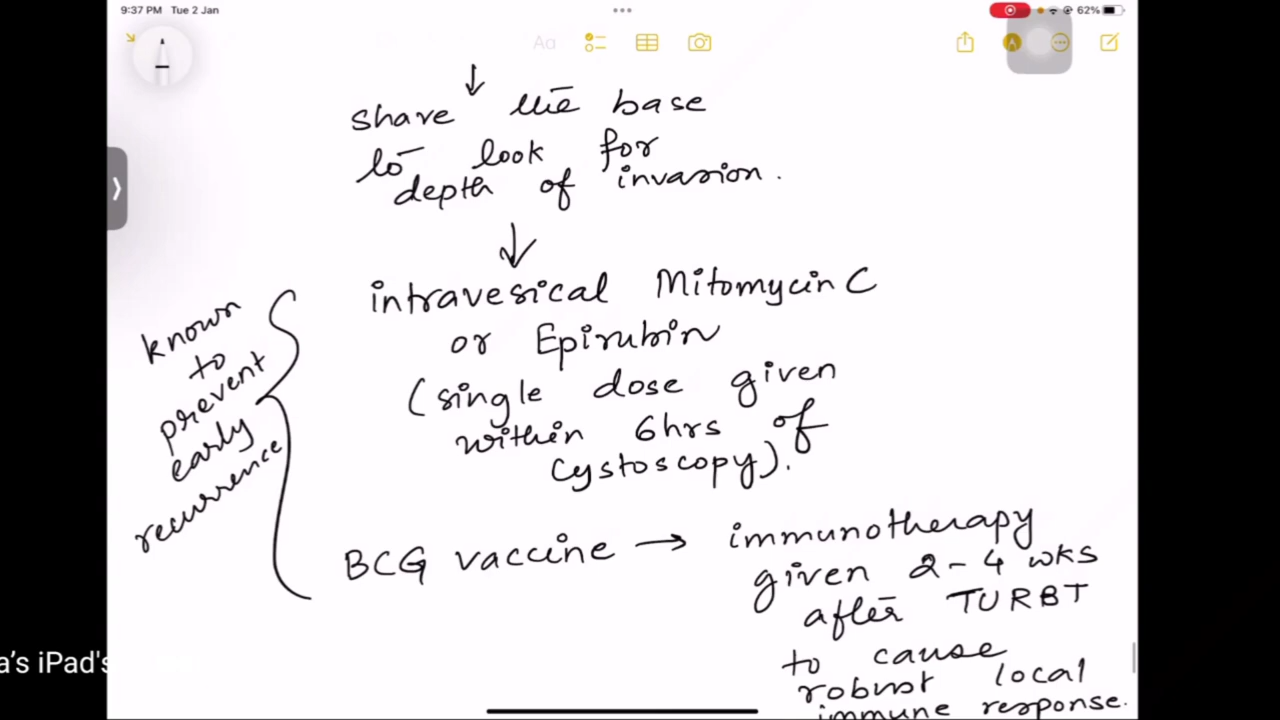 9:37 PM Tue 2 Jan
62%
Aa
share the base
to look for
depth of invasion.
intravesical Mitomycin C
or Epirubin
(single dose given
within 6hrs of
cystoscopy).
known
to
prevent
early
recurrence
BCG vaccine → immunotherapy
given 2-4 wks
after TURBT
to cause
robust local
immune response.
a's iPad's